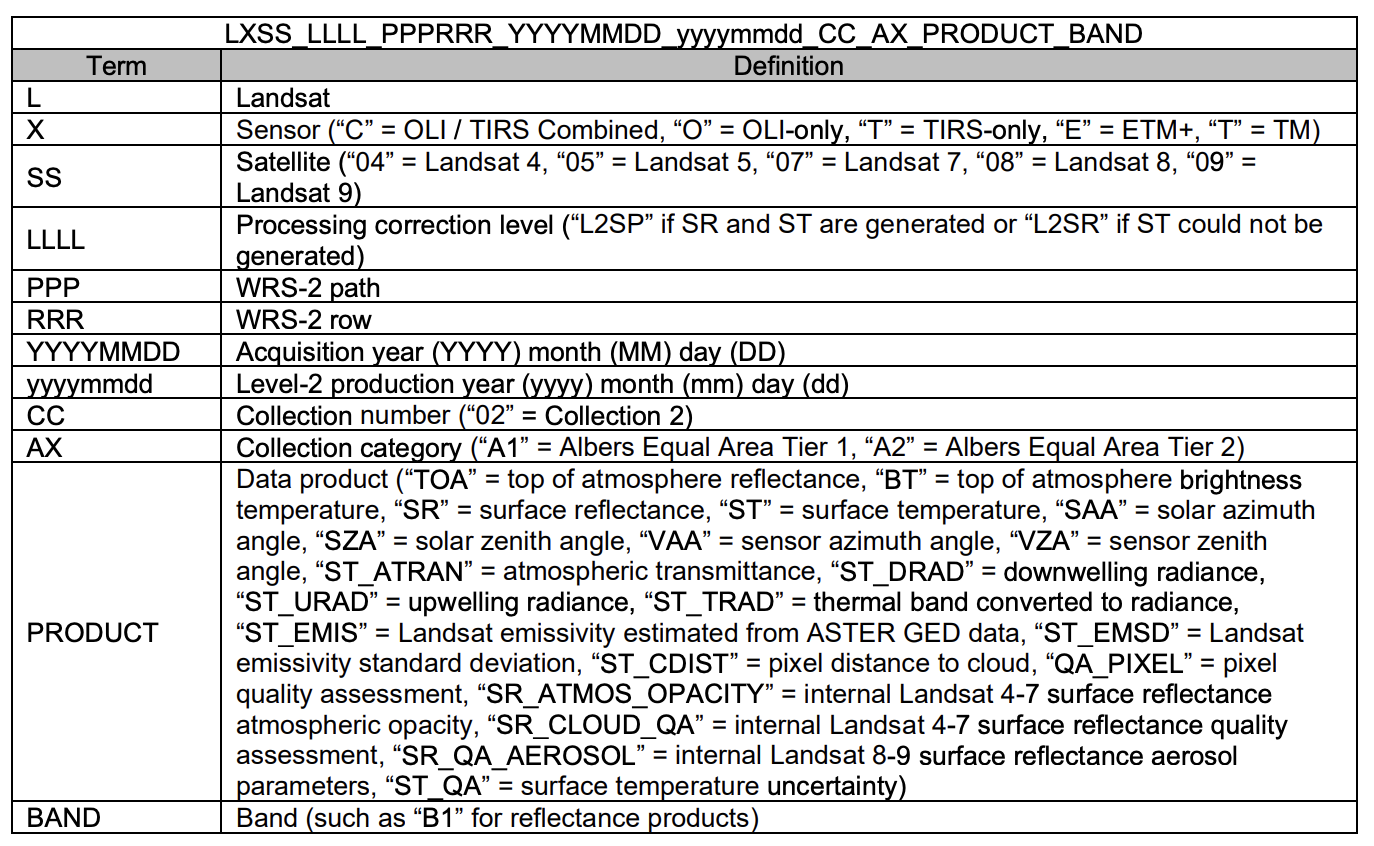 LXSS_LLLL_PPPRRR_YYYYMMDD_yyyymmdd_CC_AX_PRODUCT_BAND
Term Definition
L Landsat
X Sensor (“C” = OLI / TIRS Combined, “O” = OLI-only, “T” = TIRS-only, “E” = ETM+, “T” = TM)
SS Satellite (“04” = Landsat 4, “05” = Landsat 5, “07” = Landsat 7, “08” = Landsat 8, “09” =
Landsat 9)
LLLL Processing correction level (“L2SP” if SR and ST are generated or “L2SR” if ST could not be
generated)
PPP WRS-2 path
RRR WRS-2 row
YYYYMMDD Acquisition year (YYYY) month (MM) day (DD)
yyyymmdd Level-2 production year (yyyy) month (mm) day (dd)
CC Collection number (“02” = Collection 2)
AX Collection category (“A1” = Albers Equal Area Tier 1, “A2” = Albers Equal Area Tier 2)
PRODUCT Data product (“TOA” = top of atmosphere reflectance, “BT” = top of atmosphere brightness
temperature, “SR” = surface reflectance, “ST” = surface temperature, “SAA” = solar azimuth
angle, “SZA” = solar zenith angle, “VAA” = sensor azimuth angle, “VZA” = sensor zenith
angle, “ST_ATRAN” = atmospheric transmittance, “ST_DRAD” = downwelling radiance,
“ST_URAD” = upwelling radiance, “ST_TRAD” = thermal band converted to radiance,
“ST_EMIS” = Landsat emissivity estimated from ASTER GED data, “ST_EMSD” = Landsat
emissivity standard deviation, “ST_CDIST” = pixel distance to cloud, “QA_PIXEL” = pixel
quality assessment, “SR_ATMOS_OPACITY” = internal Landsat 4-7 surface reflectance
atmospheric opacity, “SR_CLOUD_QA” = internal Landsat 4-7 surface reflectance quality
assessment, “SR_QA_AEROSOL” = internal Landsat 8-9 surface reflectance aerosol
parameters, “ST_QA” = surface temperature uncertainty)
BAND Band (such as “B1” for reflectance products)